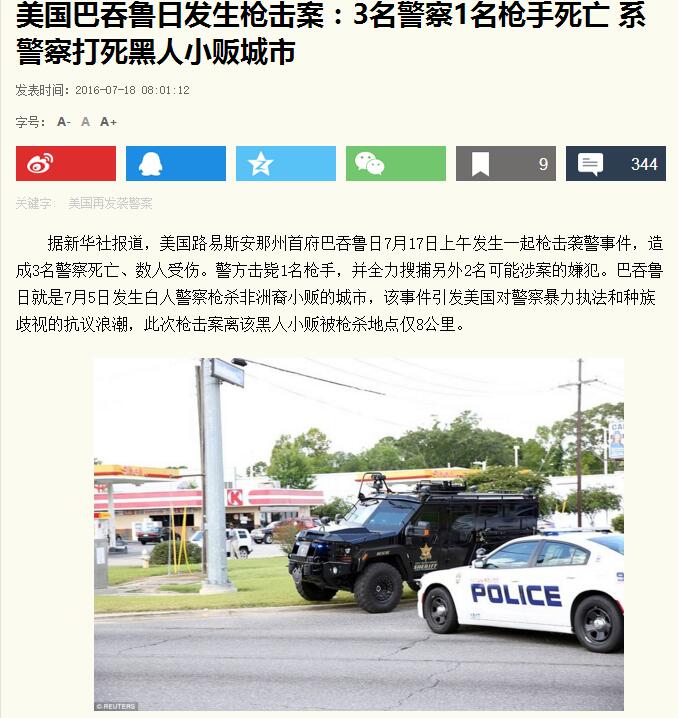 美国巴吞鲁日发生枪击案：3名警察1名枪手死亡 系
警察打死黑人小贩城市
发表时间：2016-07-18 08:01:12
字号： A- A A+
9
344
关键字： 美国再发袭警案
据新华社报道，美国路易斯安那州首府巴吞鲁日7月17日上午发生一起枪击袭警事件，造
成3名警察死亡、数人受伤。警方击毙1名枪手，并全力搜捕另外2名可能涉案的嫌犯。巴吞鲁
日就是7月5日发生白人警察枪杀非洲裔小贩的城市，该事件引发美国对警察暴力执法和种族
歧视的抗议浪潮，此次枪击案离该黑人小贩被枪杀地点仅8公里。
K
SHERIFF
POLICE
© REUTERS